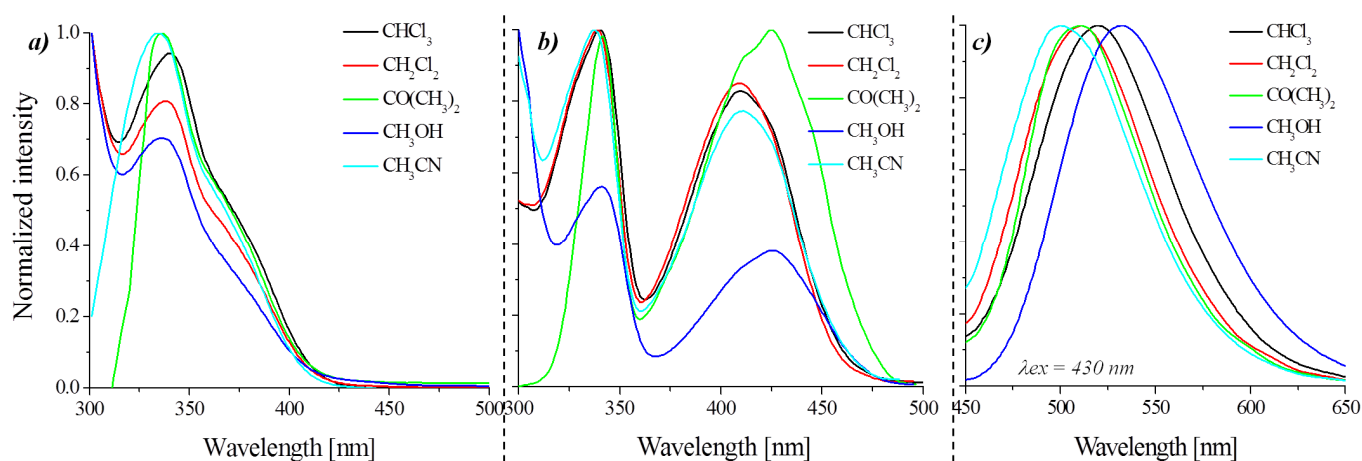 a)
CHCl₃
CH₂Cl₂
CO(CH₃)₂
CH₃OH
CH₃CN
Normalized intensity
1.0
0.8
0.6
0.4
0.2
0.0
300 350 400 450 500
Wavelength [nm]
b)
CHCl₃
CH₂Cl₂
CO(CH₃)₂
CH₃OH
CH₃CN
300 350 400 450 500
Wavelength [nm]
c)
CHCl₃
CH₂Cl₂
CO(CH₃)₂
CH₃OH
CH₃CN
λex = 430 nm
450 500 550 600 650
Wavelength [nm]